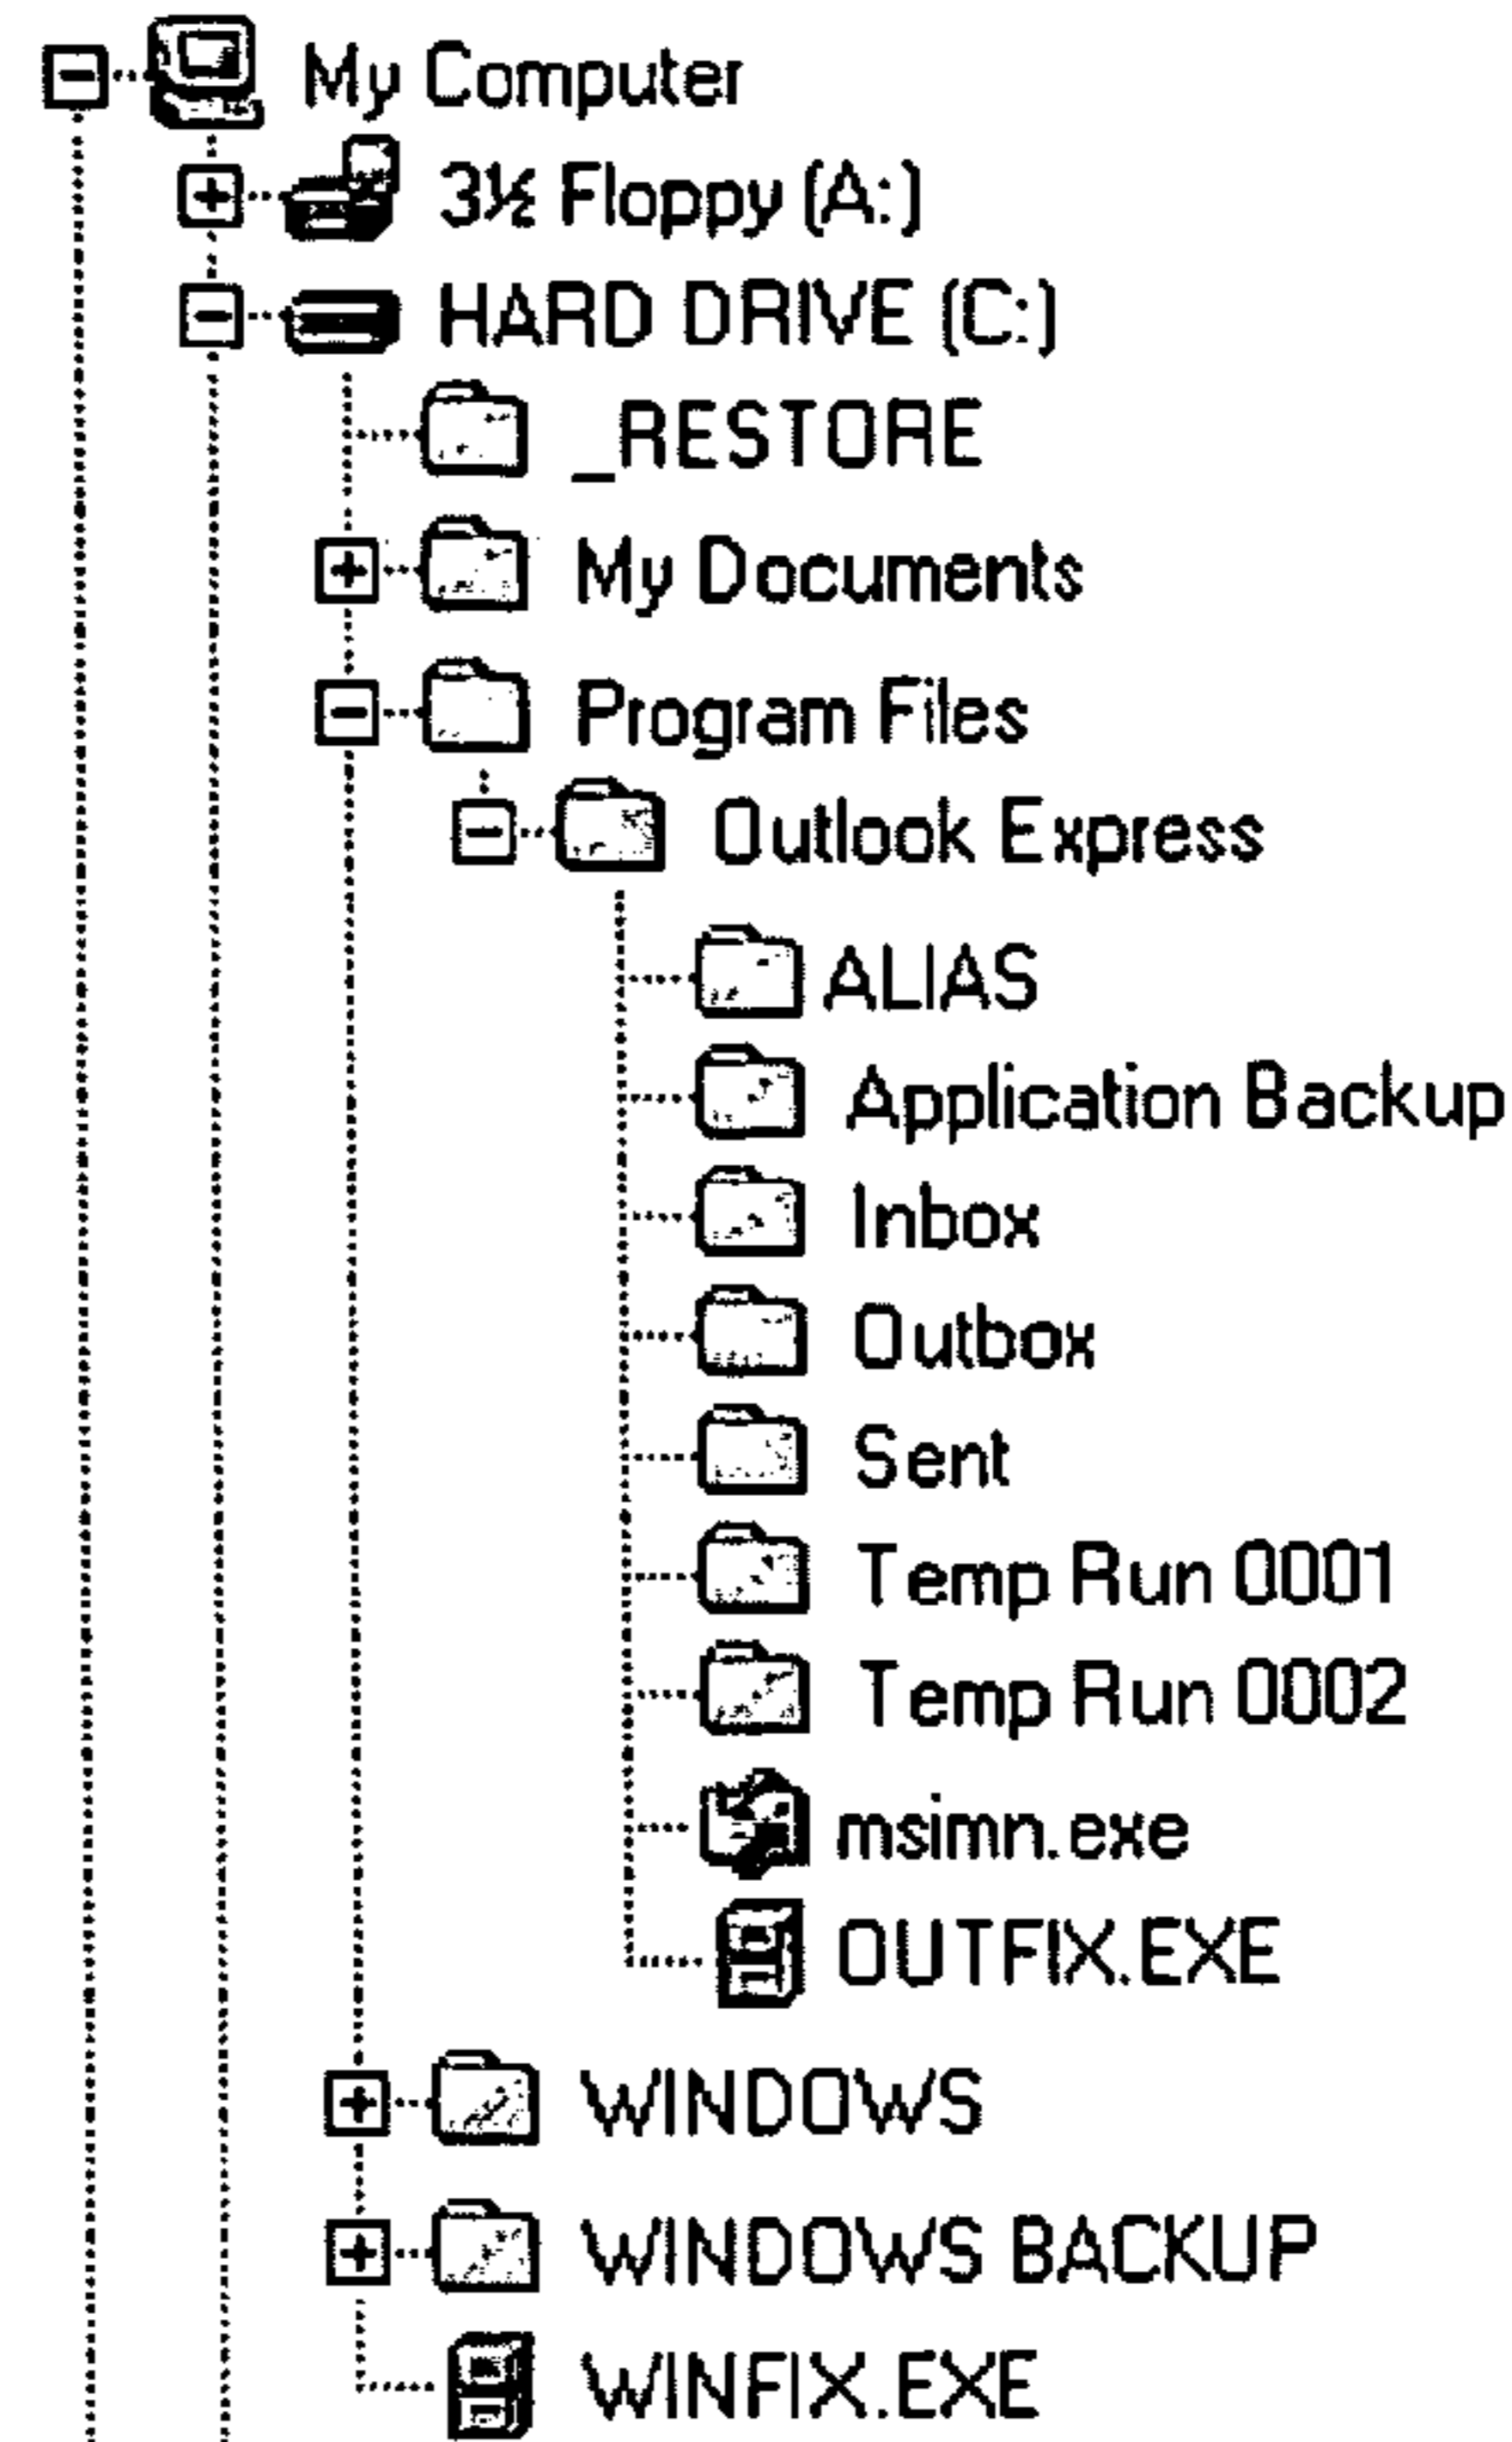 My Computer
3½ Floppy (A:)
HARD DRIVE (C:)
_RESTORE
My Documents
Program Files
Outlook Express
ALIAS
Application Backup
Inbox
Outbox
Sent
Temp Run 0001
Temp Run 0002
msimn.exe
OUTFIX.EXE
WINDOWS
WINDOWS BACKUP
WINFIX.EXE